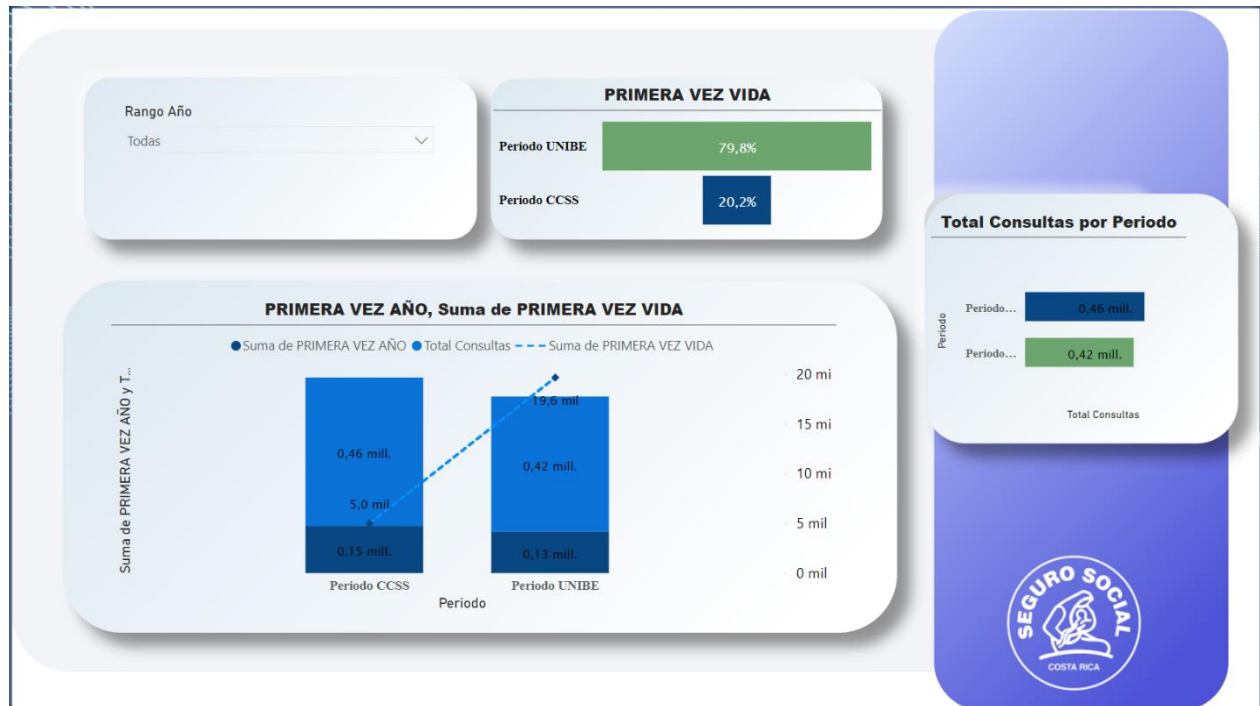 Rango Año
Todas
PRIMERA VEZ VIDA
Periodo UNIBE
79,8%
Periodo CCSS
20,2%
Total Consultas por Periodo
Periodo
Periodo...
0,46 mill.
Periodo...
0,42 mill.
Total Consultas
PRIMERA VEZ AÑO, Suma de PRIMERA VEZ VIDA
Suma de PRIMERA VEZ AÑO Total Consultas Suma de PRIMERA VEZ VIDA
Suma de PRIMERA VEZ AÑO y T...
20 mi
19,6 mil
15 mi
0,46 mill.
0,42 mill.
10 mi
5,0 mil
5 mil
0,15 mill.
0,13 mill.
0 mil
Periodo CCSS
Periodo UNIBE
Periodo
SEGURO SOCIAL
COSTA RICA